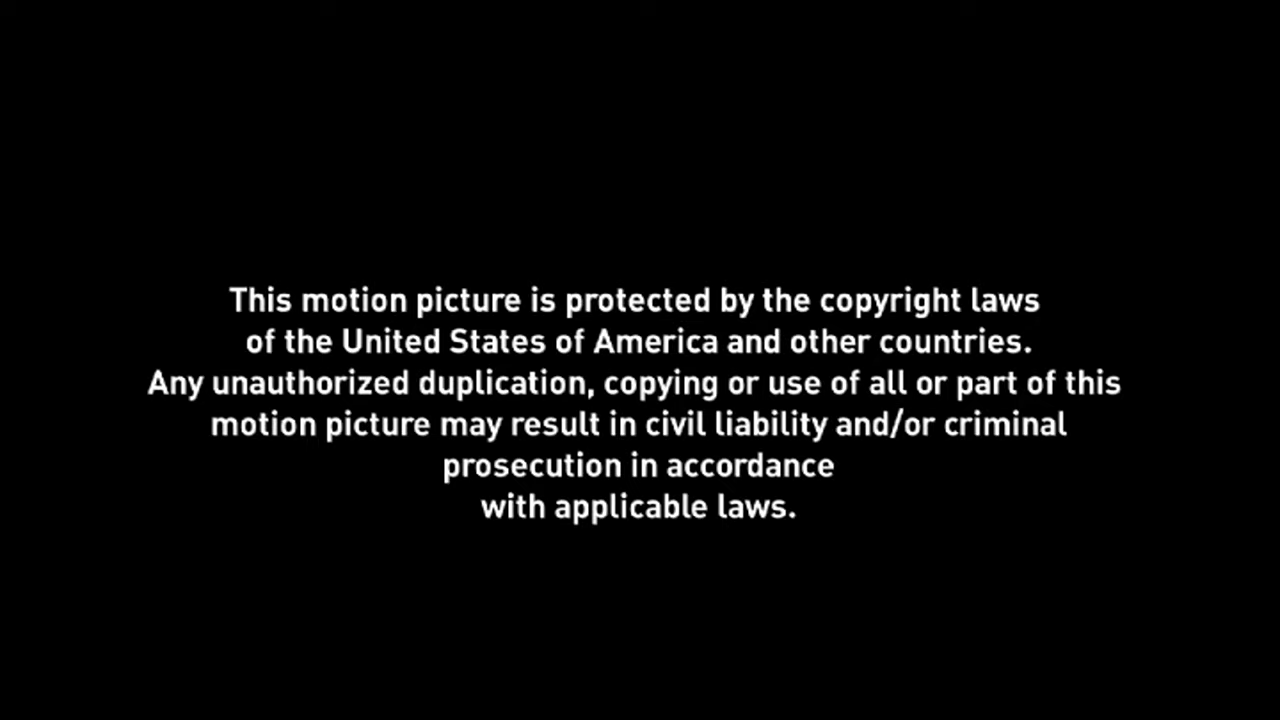 This motion picture is protected by the copyright laws
of the United States of America and other countries.
Any unauthorized duplication, copying or use of all or part of this
motion picture may result in civil liability and/or criminal
prosecution in accordance
with applicable laws.